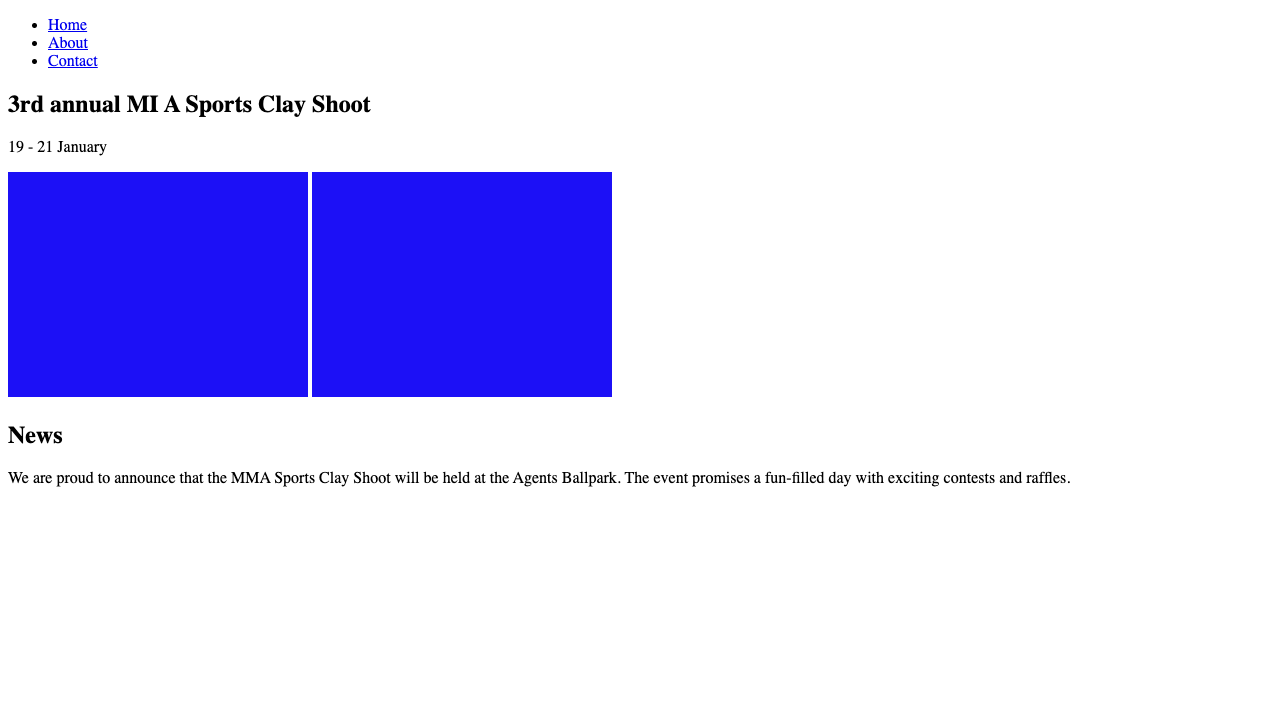 Home
About
Contact
3rd annual MI A Sports Clay Shoot
19 - 21 January
News
We are proud to announce that the MMA Sports Clay Shoot will be held at the Agents Ballpark. The event promises a fun-filled day with exciting contests and raffles.